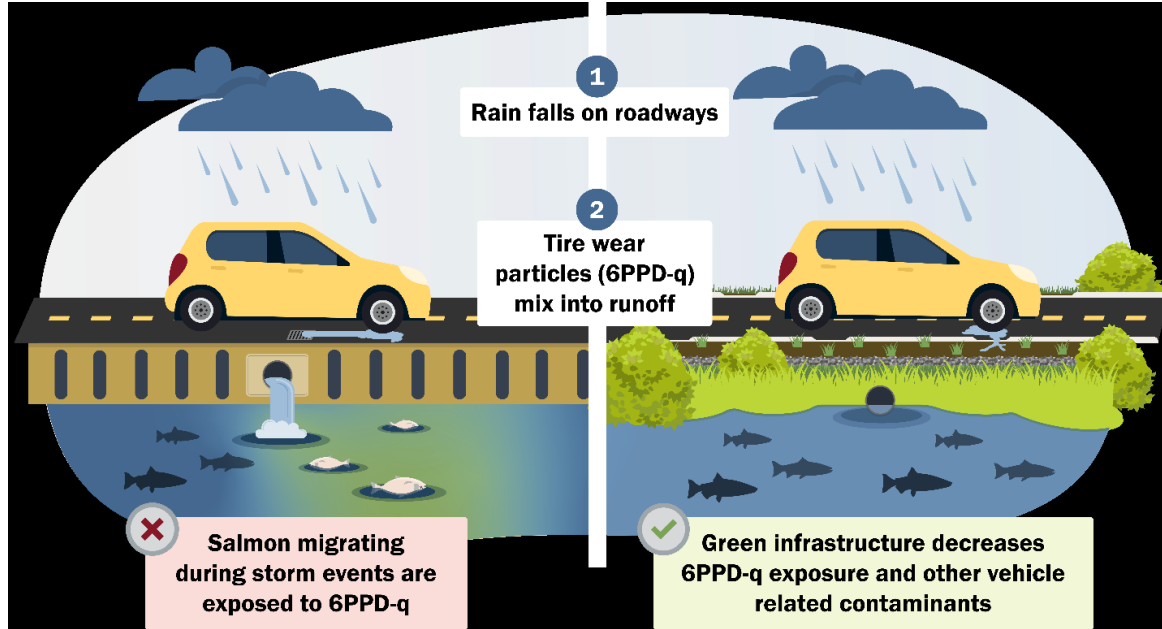 1
Rain falls on roadways
2
Tire wear
particles (6PPD-q)
mix into runoff
Salmon migrating
during storm events are
exposed to 6PPD-q
Green infrastructure decreases
6PPD-q exposure and other vehicle
related contaminants